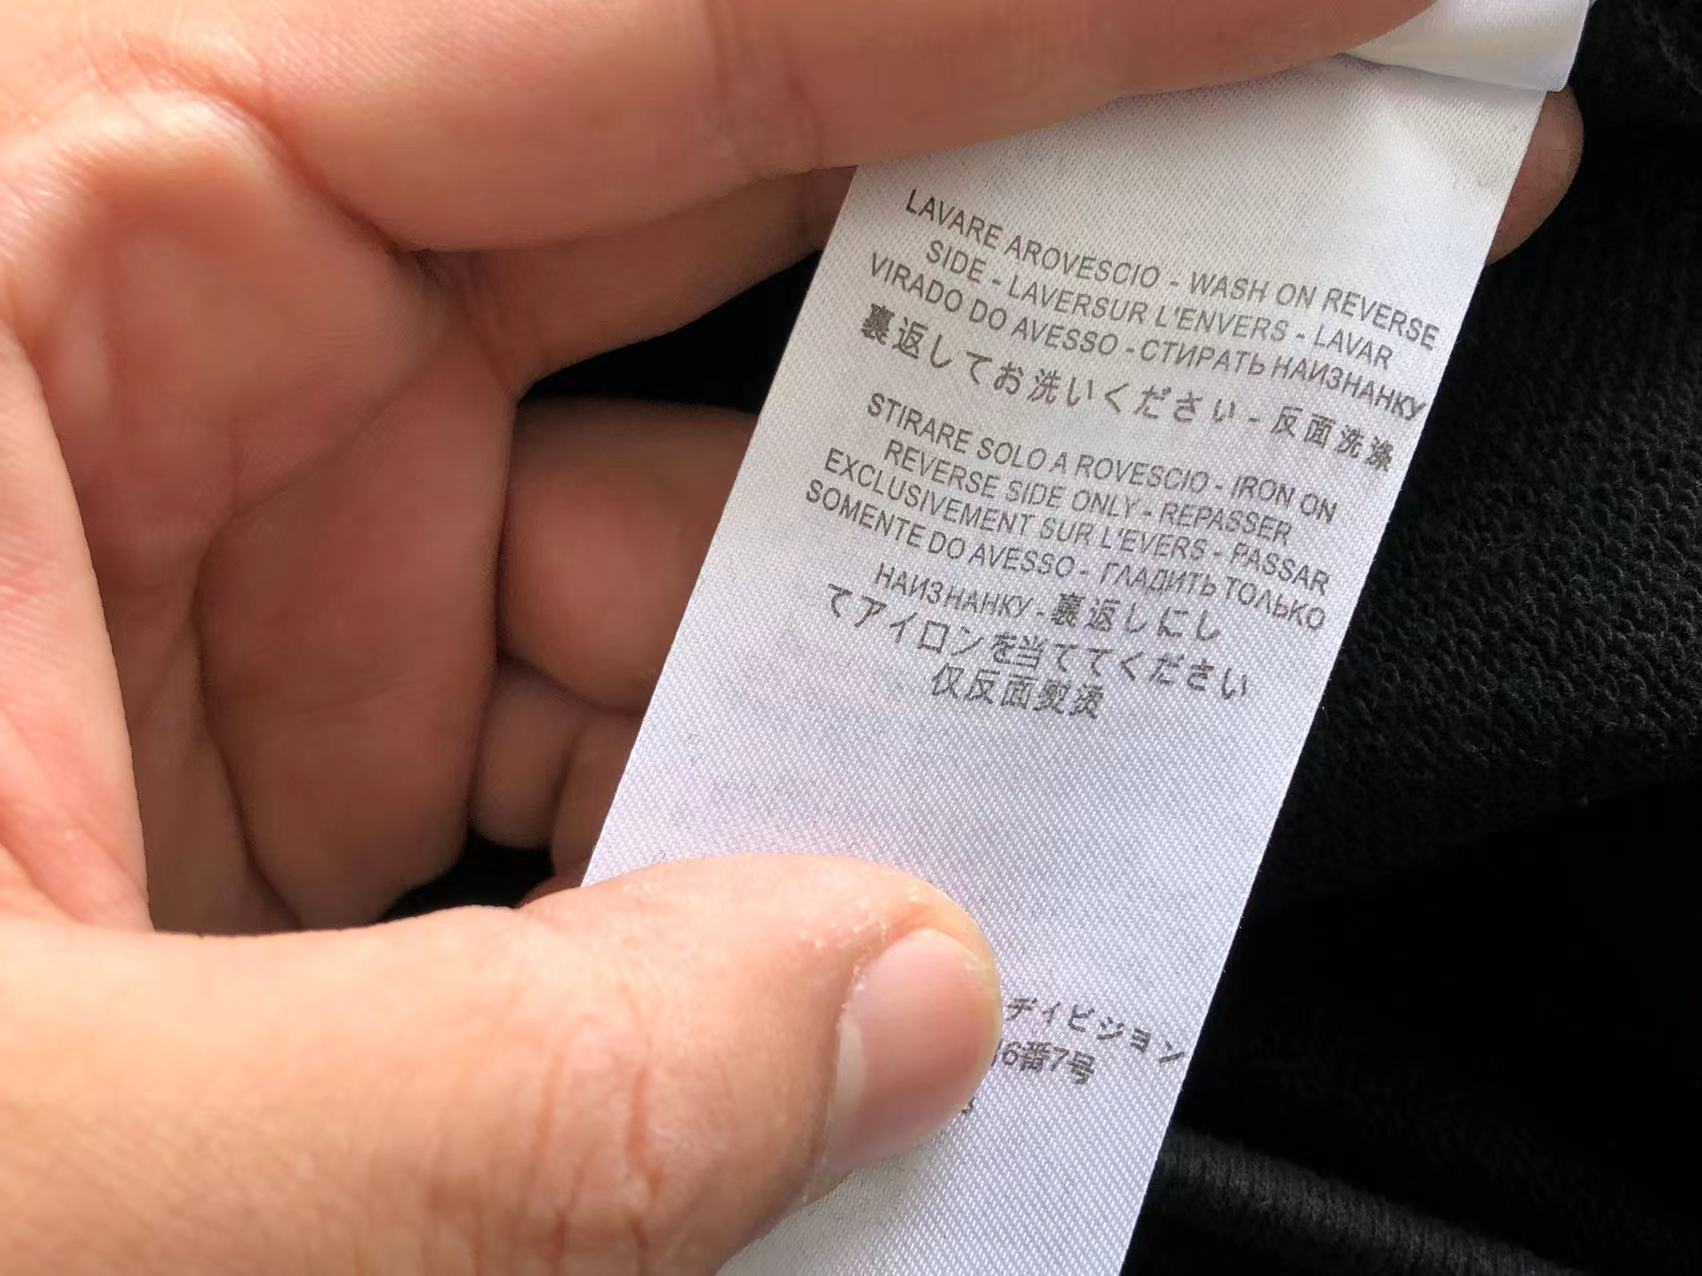 LAVARE AROVESCIO - WASH ON REVERSE
SIDE - LAVERSUR L'ENVERS - LAVAR
VIRADO DO AVESSO - СТИРАТЬ НАИЗНАНКУ
裏返してお洗いください - 反面洗涤
STIRARE SOLO A ROVESCIO - IRON ON
REVERSE SIDE ONLY - REPASSER
EXCLUSIVEMENT SUR L'EVERS - PASSAR
SOMENTE DO AVESSO - ГЛАДИТЬ ТОЛЬКО
НАИЗНАНКУ - 裏返しにし
てアイロンを当ててください
仅反面熨烫
ディビジョン
6番7号